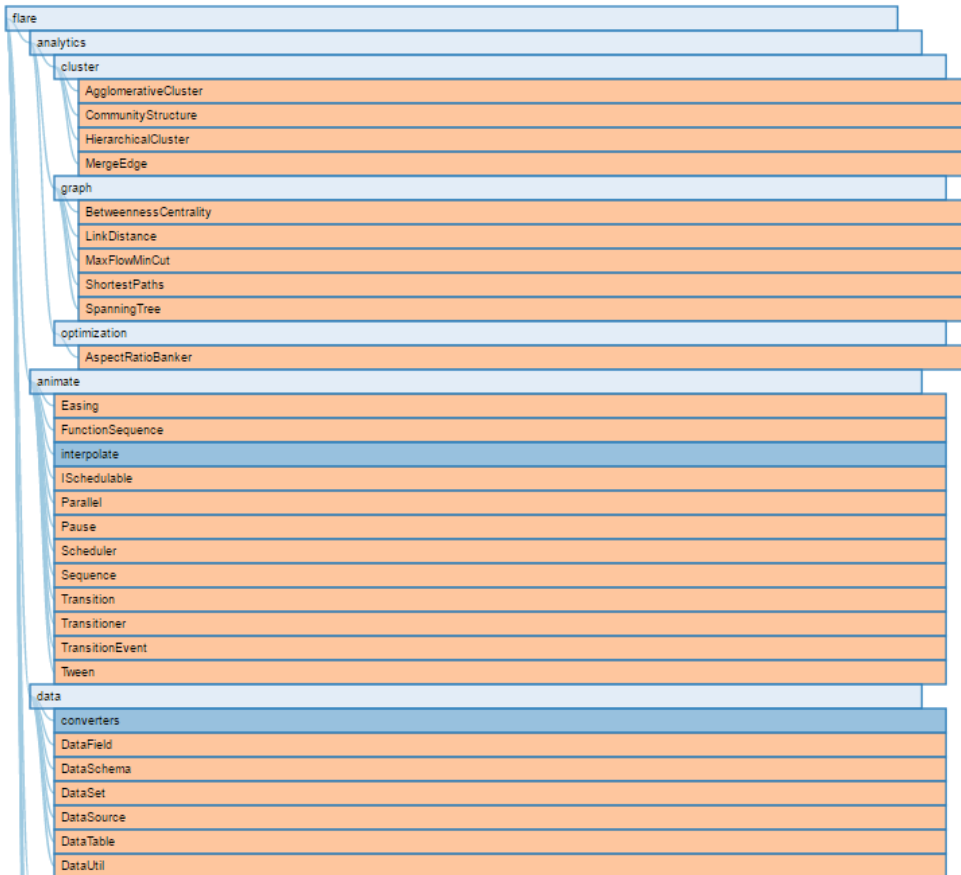 flare
analytics
cluster
AgglomerativeCluster
CommunityStructure
HierarchicalCluster
MergeEdge
graph
BetweennessCentrality
LinkDistance
MaxFlowMinCut
ShortestPaths
SpanningTree
optimization
AspectRatioBanker
animate
Easing
FunctionSequence
interpolate
ISchedulable
Parallel
Pause
Scheduler
Sequence
Transition
Transitioner
TransitionEvent
Tween
data
converters
DataField
DataSchema
DataSet
DataSource
DataTable
DataUtil